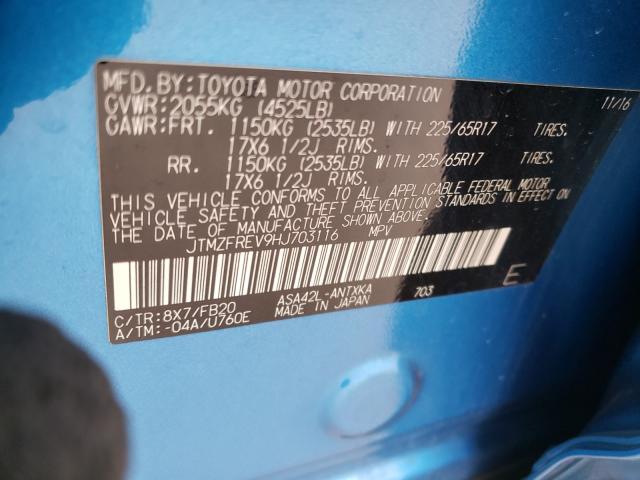 MFD. BY: TOYOTA MOTOR CORPORATION 11/16
GVWR: 2055KG (4525LB)
GAWR: FRT. 1150KG (2535LB) WITH 225/65R17 TIRES.
17X6 1/2J RIMS.
RR. 1150KG (2535LB) WITH 225/65R17 TIRES.
17X6 1/2J RIMS.
THIS VEHICLE CONFORMS TO ALL APPLICABLE FEDERAL MOTOR
VEHICLE SAFETY AND THEFT PREVENTION STANDARDS IN EFFECT ON
THE DATE OF MANUFACTURE SHOWN ABOVE.
JTMZFREV9HJ703116 MPV
E
C/TR: 8X7/FB20 ASA42L-ANTXKA 703
A/TM: -04A/U760E MADE IN JAPAN